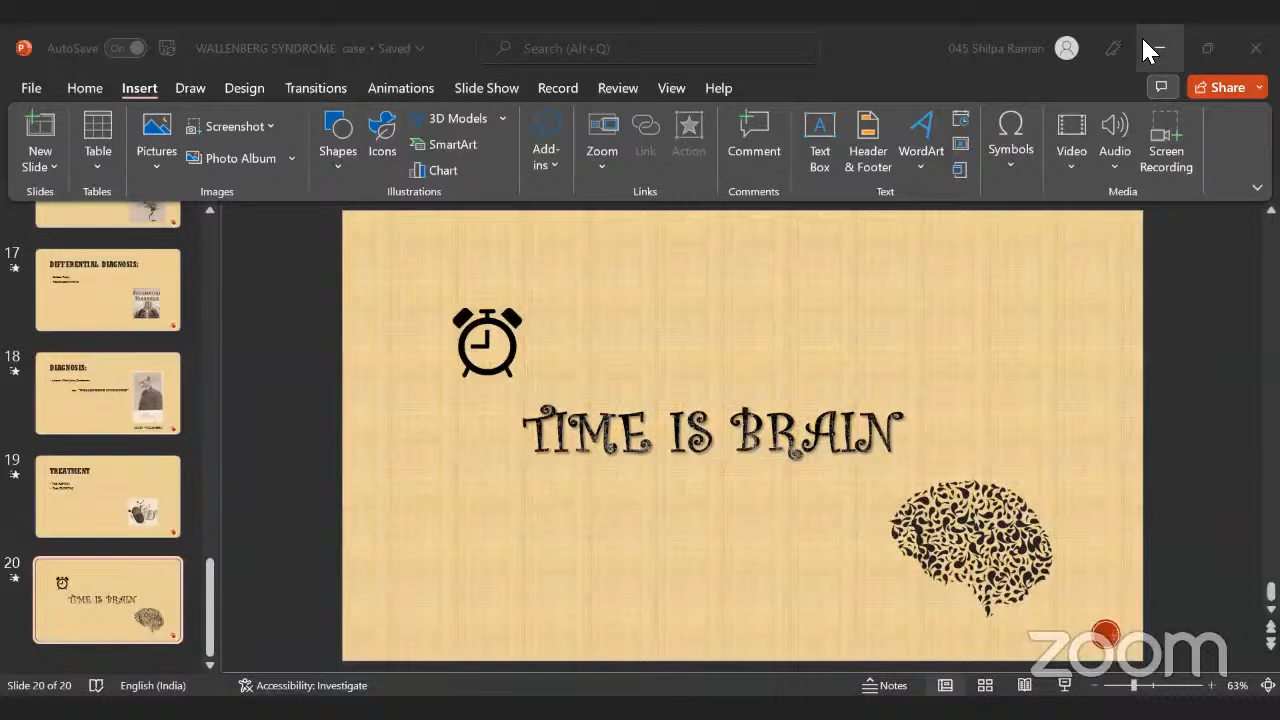 AutoSave On WALLENBERG SYNDROME case • Saved Search (Alt+Q) 045 Shilpa Raman
File Home Insert Draw Design Transitions Animations Slide Show Record Review View Help Share
New Slide
Slides
Table
Tables
Pictures
Screenshot
Photo Album
Images
Shapes
Icons
3D Models
SmartArt
Chart
Illustrations
Add-ins
Zoom
Link
Action
Links
Comment
Comments
Text Box
Header & Footer
WordArt
Text
Symbols
Video
Audio
Screen Recording
Media
17
DIFFERENTIAL DIAGNOSIS:
18
DIAGNOSIS:
"WALLENBERG SYNDROME"
19
TREATMENT
20
TIME IS BRAIN
TIME IS BRAIN
zoom
Slide 20 of 20 English (India) Accessibility: Investigate Notes 63%